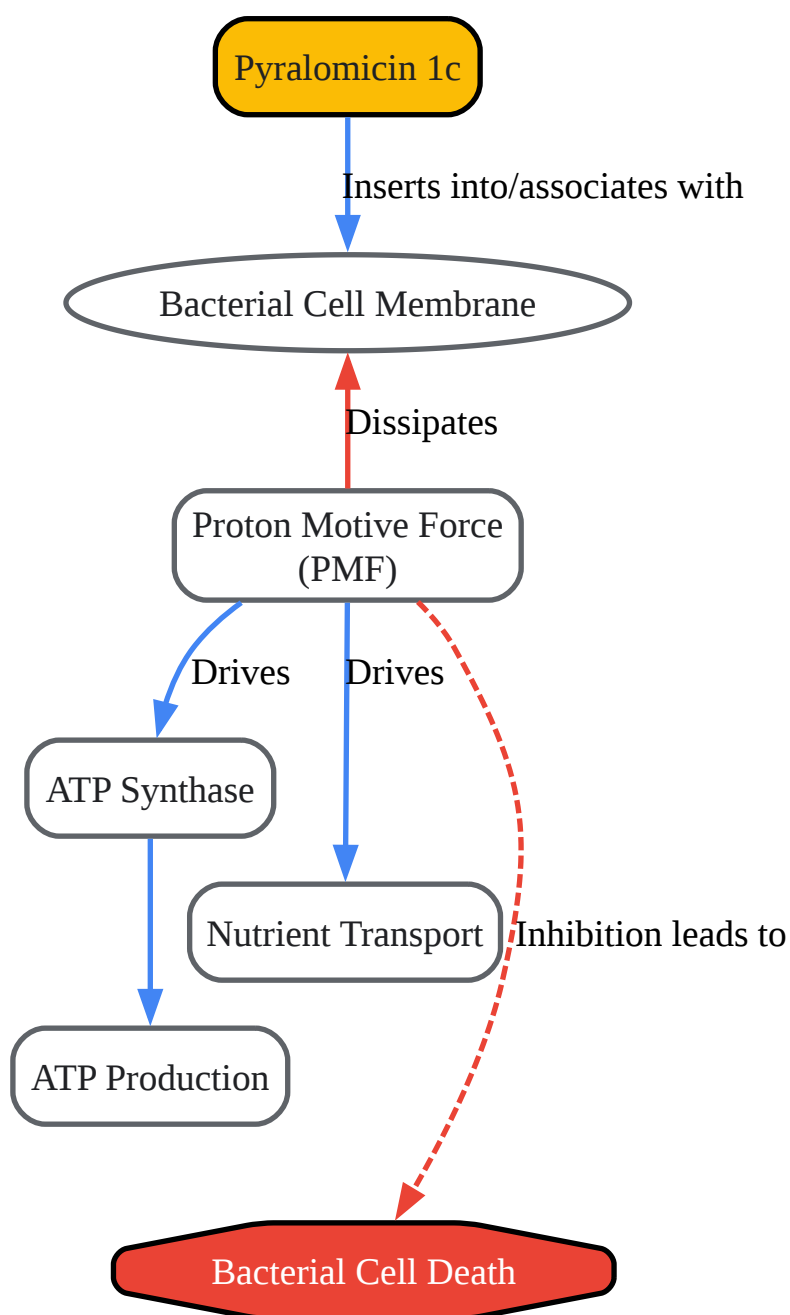 Pyralomicin 1c
Inserts into/associates with
Bacterial Cell Membrane
Dissipates
Proton Motive Force
(PMF)
Drives
Drives
ATP Synthase
Nutrient Transport
Inhibition leads to
ATP Production
Bacterial Cell Death